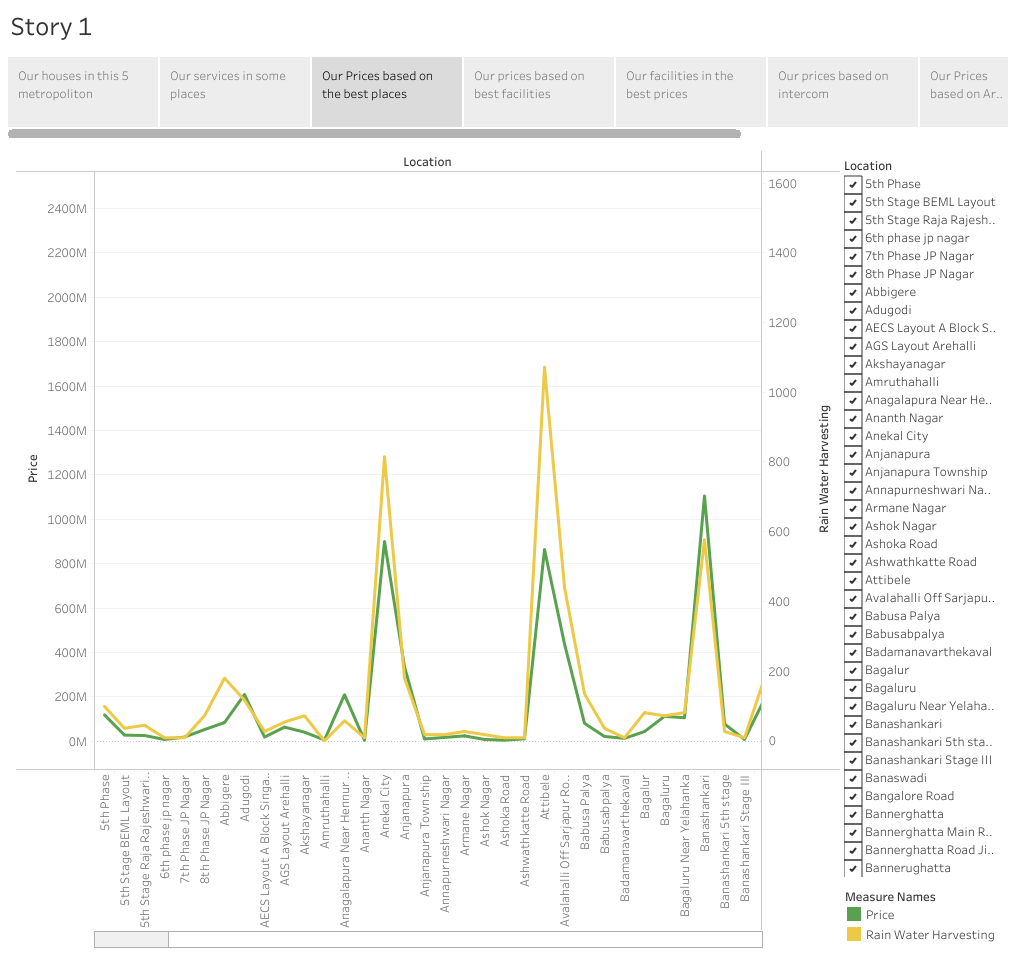 Story 1
Our houses in this 5
metropoliton
Our services in some
places
Our Prices based on
the best places
Our prices based on
best facilities
Our facilities in the
best prices
Our prices based on
intercom
Our Prices
based on Ar..
Location
2400M
2200M
2000M
1800M
1600M
1400M
1200M
1000M
800M
600M
400M
200M
0M
Price
1600
1400
1200
1000
800
600
400
200
0
Rain Water Harvesting
5th Phase
5th Stage BEML Layout
5th Stage Raja Rajeshwari..
6th phase jp nagar
7th Phase JP Nagar
8th Phase JP Nagar
Abbigere
Adugodi
AECS Layout A Block Singa..
AGS Layout Arehalli
Akshayanagar
Amruthahalli
Anagalapura Near Hennur ..
Ananth Nagar
Anekal City
Anjanapura
Anjanapura Township
Annapurneshwari Nagar
Armane Nagar
Ashok Nagar
Ashoka Road
Ashwathkatte Road
Attibele
Avalahalli Off Sarjapur Ro..
Babusa Palya
Babusabpalya
Badamanavarthekaval
Bagalur
Bagaluru
Bagaluru Near Yelahanka
Banashankari
Banashankari 5th stage
Banashankari Stage III
Location
5th Phase
5th Stage BEML Layout
5th Stage Raja Rajesh..
6th phase jp nagar
7th Phase JP Nagar
8th Phase JP Nagar
Abbigere
Adugodi
AECS Layout A Block S..
AGS Layout Arehalli
Akshayanagar
Amruthahalli
Anagalapura Near He..
Ananth Nagar
Anekal City
Anjanapura
Anjanapura Township
Annapurneshwari Na..
Armane Nagar
Ashok Nagar
Ashoka Road
Ashwathkatte Road
Attibele
Avalahalli Off Sarjapu..
Babusa Palya
Babusabpalya
Badamanavarthekaval
Bagalur
Bagaluru
Bagaluru Near Yelaha..
Banashankari
Banashankari 5th sta..
Banashankari Stage III
Banaswadi
Bangalore Road
Bannerghatta
Bannerghatta Main R..
Bannerghatta Road Ji..
Bannerughatta
Measure Names
Price
Rain Water Harvesting